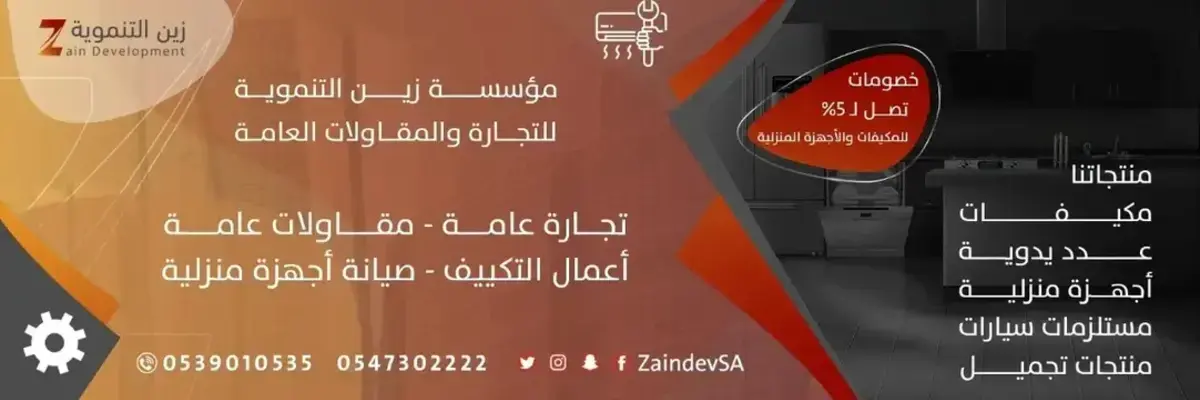 زين التنموية
Zain Development
مؤسسة زين التنموية
للتجارة والمقاولات العامة
تجارة عامة - مقاولات عامة
أعمال التكييف - صيانة أجهزة منزلية
0539010535 0547302222 ZaindevSA
خصومات
تصل لـ 5%
للمكيفات والأجهزة المنزلية
منتجاتنا
مكيفات
عدد يدوية
أجهزة منزلية
مستلزمات سيارات
منتجات تجميل